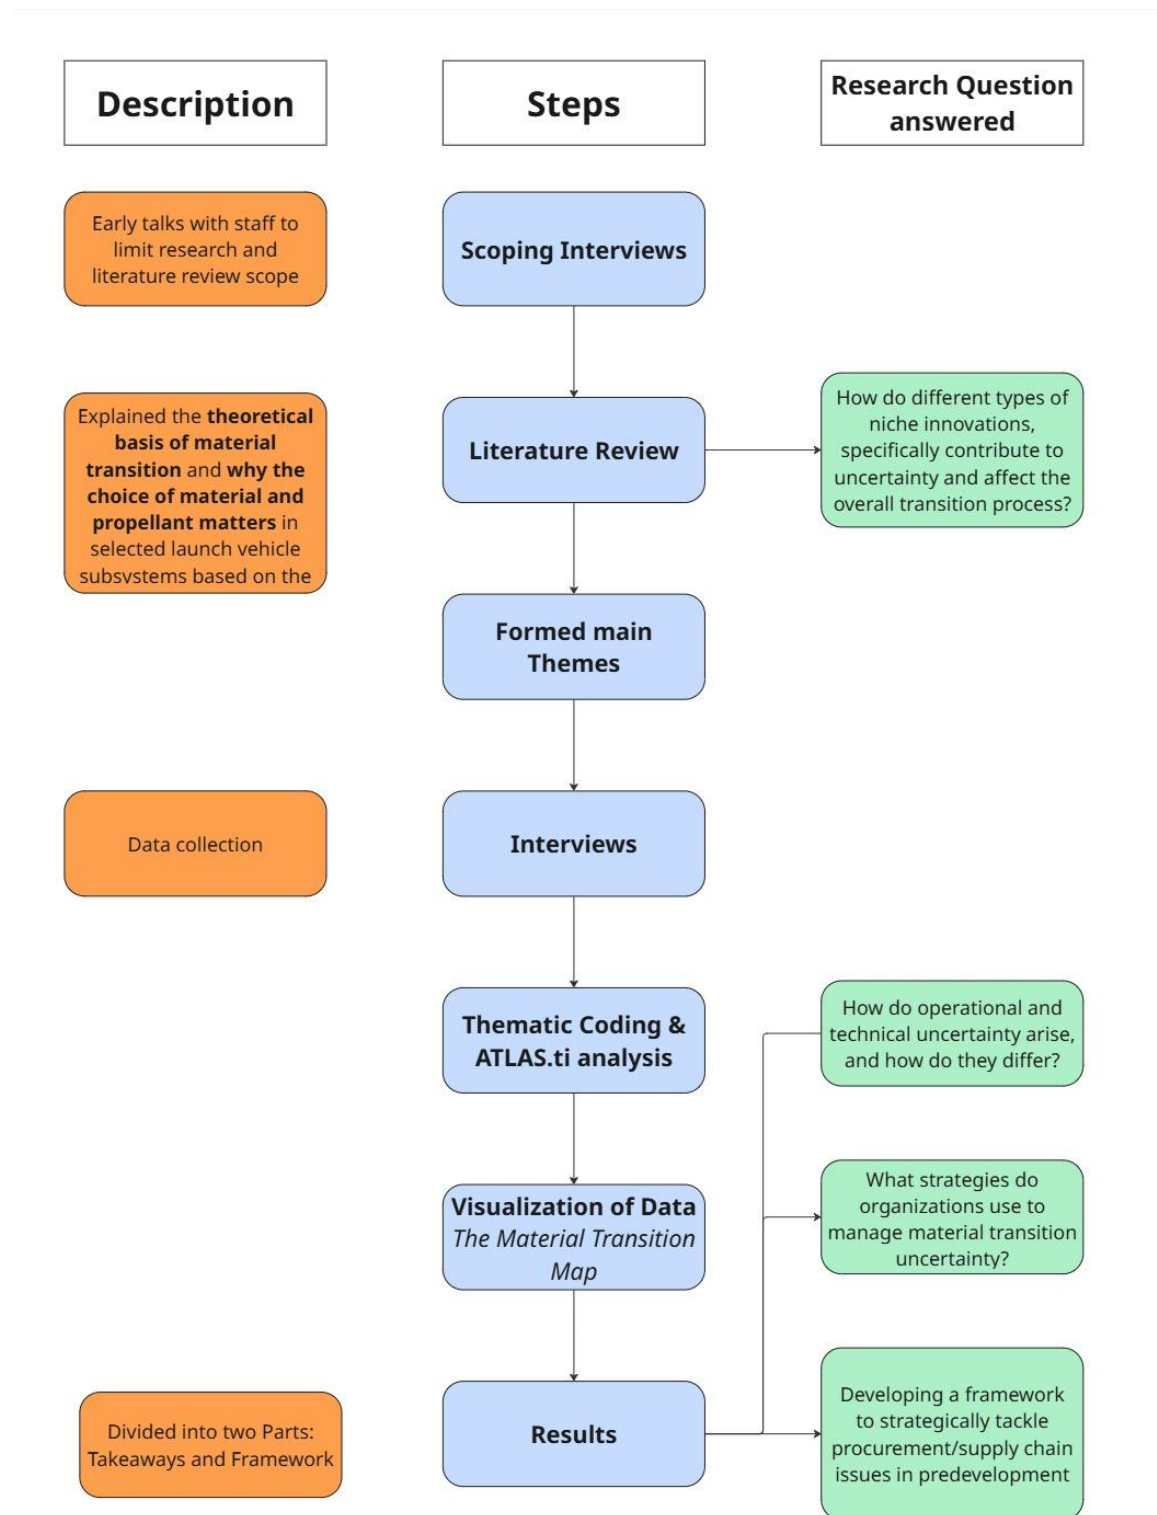 Description
Steps
Research Question
answered
Early talks with staff to
limit research and
literature review scope
Scoping Interviews
Explained the theoretical
basis of material
transition and why the
choice of material and
propellant matters in
selected launch vehicle
subsystems based on the
Literature Review
How do different types of
niche innovations,
specifically contribute to
uncertainty and affect the
overall transition process?
Formed main
Themes
Data collection
Interviews
Thematic Coding &
ATLAS.ti analysis
How do operational and
technical uncertainty arise,
and how do they differ?
Visualization of Data
The Material Transition
Map
What strategies do
organizations use to
manage material transition
uncertainty?
Divided into two Parts:
Takeaways and Framework
Results
Developing a framework
to strategically tackle
procurement/supply chain
issues in predevelopment